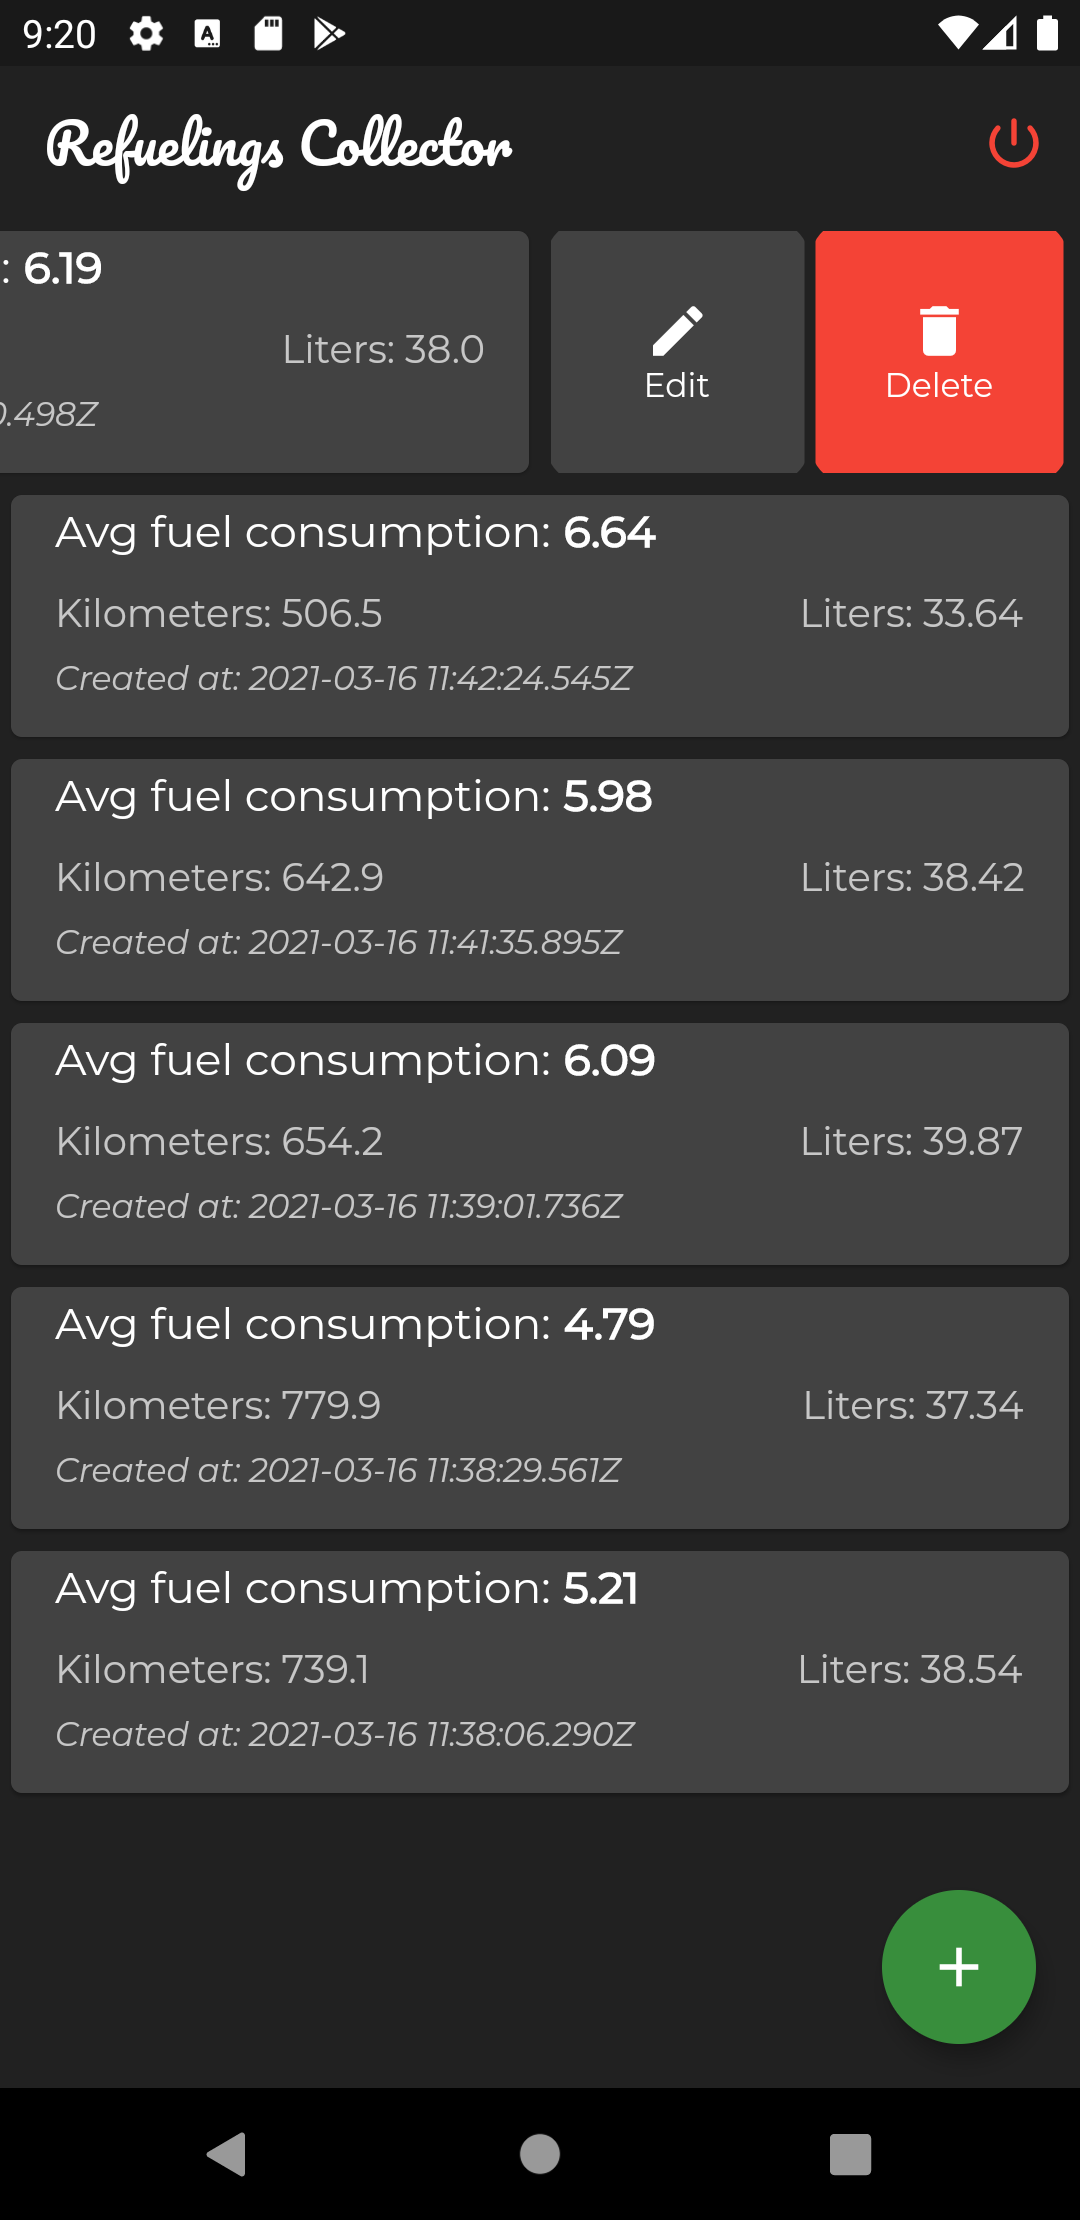 9:20
Refuelings Collector
: 6.19
Liters: 38.0
0.498Z
Edit
Delete
Avg fuel consumption: 6.64
Kilometers: 506.5
Liters: 33.64
Created at: 2021-03-16 11:42:24.545Z
Avg fuel consumption: 5.98
Kilometers: 642.9
Liters: 38.42
Created at: 2021-03-16 11:41:35.895Z
Avg fuel consumption: 6.09
Kilometers: 654.2
Liters: 39.87
Created at: 2021-03-16 11:39:01.736Z
Avg fuel consumption: 4.79
Kilometers: 779.9
Liters: 37.34
Created at: 2021-03-16 11:38:29.561Z
Avg fuel consumption: 5.21
Kilometers: 739.1
Liters: 38.54
Created at: 2021-03-16 11:38:06.290Z